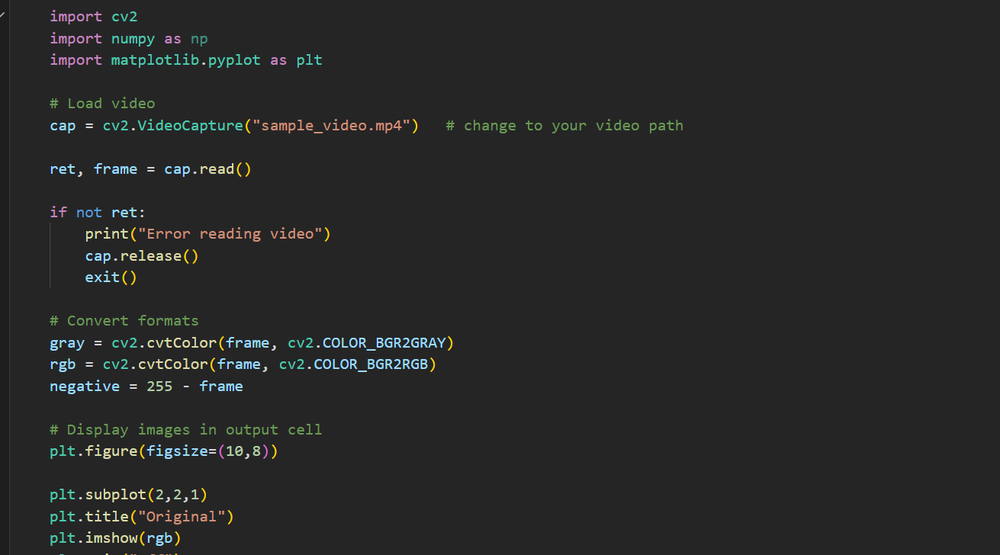 import cv2
import numpy as np
import matplotlib.pyplot as plt
# Load video
cap = cv2.VideoCapture("sample_video.mp4")   # change to your video path
ret, frame = cap.read()
if not ret:
    print("Error reading video")
    cap.release()
    exit()
# Convert formats
gray = cv2.cvtColor(frame, cv2.COLOR_BGR2GRAY)
rgb = cv2.cvtColor(frame, cv2.COLOR_BGR2RGB)
negative = 255 - frame
# Display images in output cell
plt.figure(figsize=(10,8))
plt.subplot(2,2,1)
plt.title("Original")
plt.imshow(rgb)